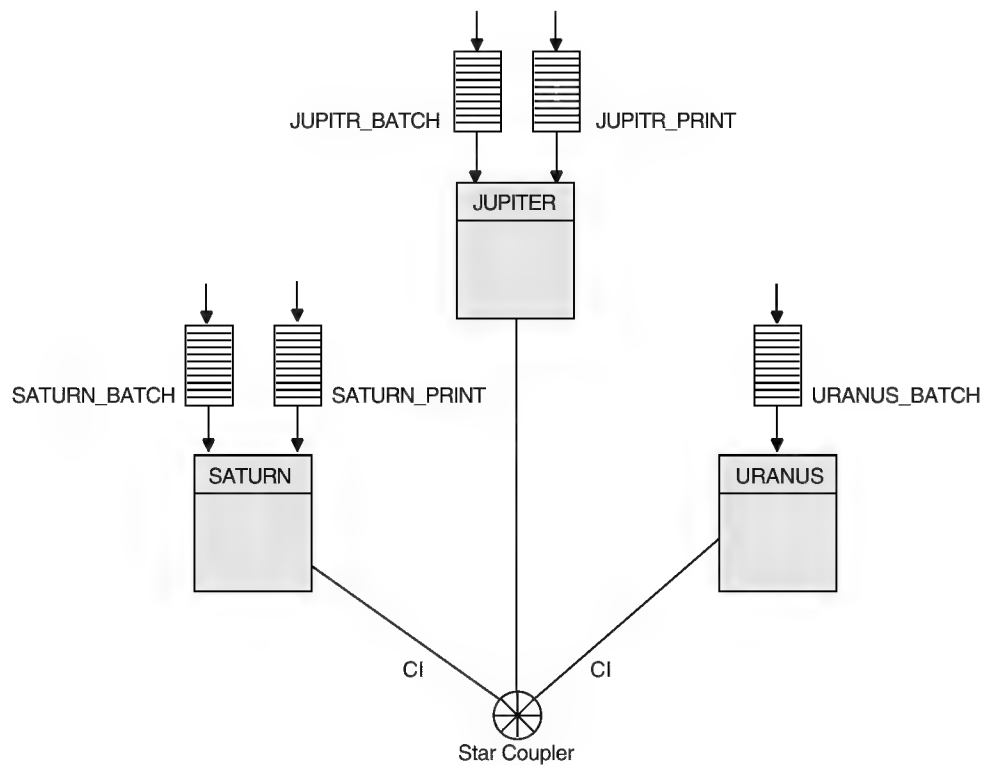 JUPITR_BATCH
JUPITR_PRINT
JUPITER
SATURN_BATCH
SATURN_PRINT
URANUS_BATCH
SATURN
URANUS
CI
CI
Star Coupler